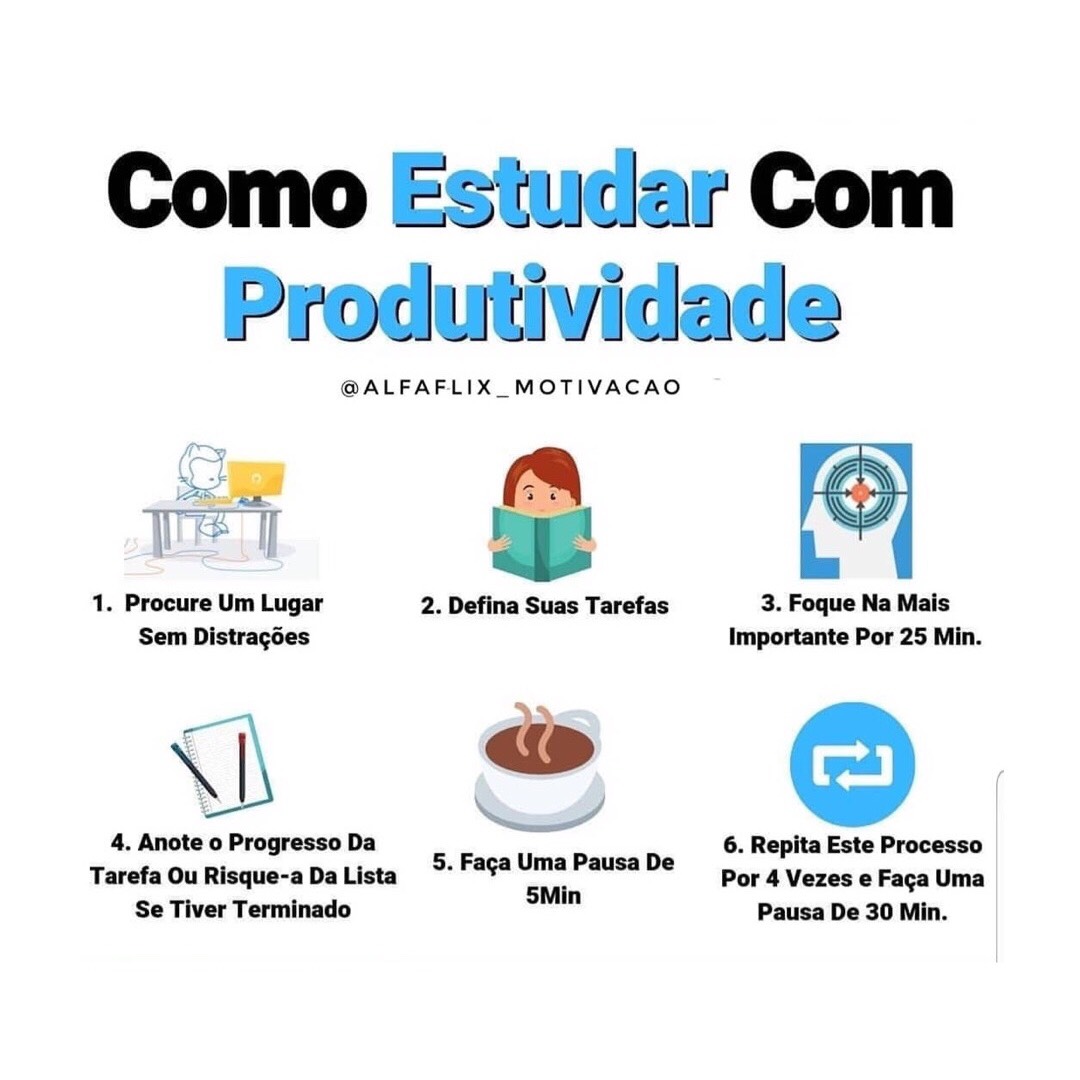 Como Estudar Com
Produtividade
@ALFAFLIX_MOTIVACAO
1. Procure Um Lugar
Sem Distrações
2. Defina Suas Tarefas
3. Foque Na Mais
Importante Por 25 Min.
4. Anote o Progresso Da
Tarefa Ou Risque-a Da Lista
Se Tiver Terminado
5. Faça Uma Pausa De
5Min
6. Repita Este Processo
Por 4 Vezes e Faça Uma
Pausa De 30 Min.